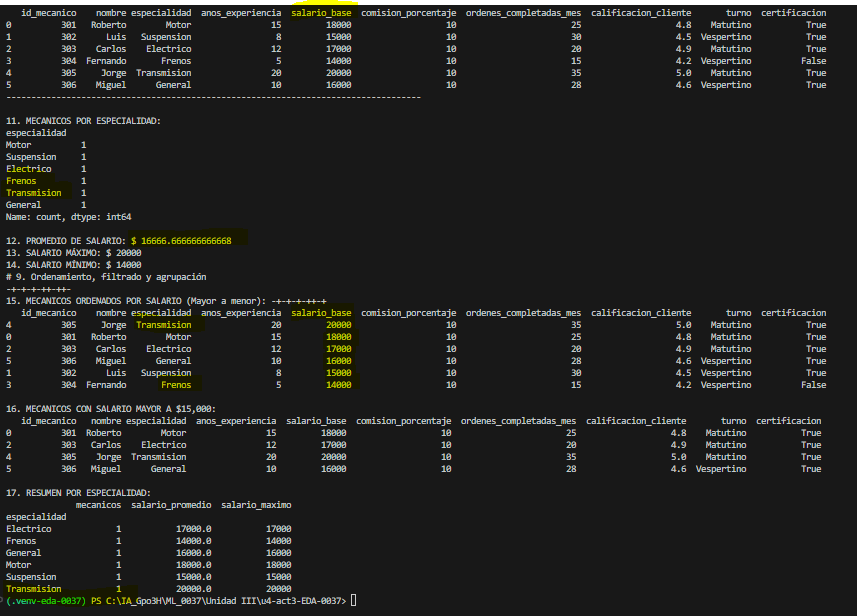 id_mecanico nombre especialidad anos_experiencia salario_base comision_porcentaje ordenes_completadas_mes calificacion_cliente turno certificacion
0 301 Roberto Motor 15 18000 10 25 4.8 Matutino True
1 302 Luis Suspension 8 15000 10 30 4.5 Vespertino True
2 303 Carlos Electrico 12 17000 10 20 4.9 Matutino True
3 304 Fernando Frenos 5 14000 10 15 4.2 Vespertino False
4 305 Jorge Transmision 20 20000 10 35 5.0 Matutino True
5 306 Miguel General 10 16000 10 28 4.6 Vespertino True
--------------------------------------------------------------------------------
11. MECANICOS POR ESPECIALIDAD:
especialidad
Motor 1
Suspension 1
Electrico 1
Frenos 1
Transmision 1
General 1
Name: count, dtype: int64
12. PROMEDIO DE SALARIO: $ 16666.666666666668
13. SALARIO MÁXIMO: $ 20000
14. SALARIO MÍNIMO: $ 14000
# 9. Ordenamiento, filtrado y agrupación
-+-+-+-++-
15. MECANICOS ORDENADOS POR SALARIO (Mayor a menor): -+-+-+-++-+
id_mecanico nombre especialidad anos_experiencia salario_base comision_porcentaje ordenes_completadas_mes calificacion_cliente turno certificacion
4 305 Jorge Transmision 20 20000 10 35 5.0 Matutino True
0 301 Roberto Motor 15 18000 10 25 4.8 Matutino True
2 303 Carlos Electrico 12 17000 10 20 4.9 Matutino True
5 306 Miguel General 10 16000 10 28 4.6 Vespertino True
1 302 Luis Suspension 8 15000 10 30 4.5 Vespertino True
3 304 Fernando Frenos 5 14000 10 15 4.2 Vespertino False
16. MECANICOS CON SALARIO MAYOR A $15,000:
id_mecanico nombre especialidad anos_experiencia salario_base comision_porcentaje ordenes_completadas_mes calificacion_cliente turno certificacion
0 301 Roberto Motor 15 18000 10 25 4.8 Matutino True
2 303 Carlos Electrico 12 17000 10 20 4.9 Matutino True
4 305 Jorge Transmision 20 20000 10 35 5.0 Matutino True
5 306 Miguel General 10 16000 10 28 4.6 Vespertino True
17. RESUMEN POR ESPECIALIDAD:
mecanicos salario_promedio salario_maximo
especialidad
Electrico 1 17000.0 17000
Frenos 1 14000.0 14000
General 1 16000.0 16000
Motor 1 18000.0 18000
Suspension 1 15000.0 15000
Transmision 1 20000.0 20000
(.venv-eda-0037) PS C:\IA_Gpo3H\ML_0037\Unidad III\u4-act3-EDA-0037>